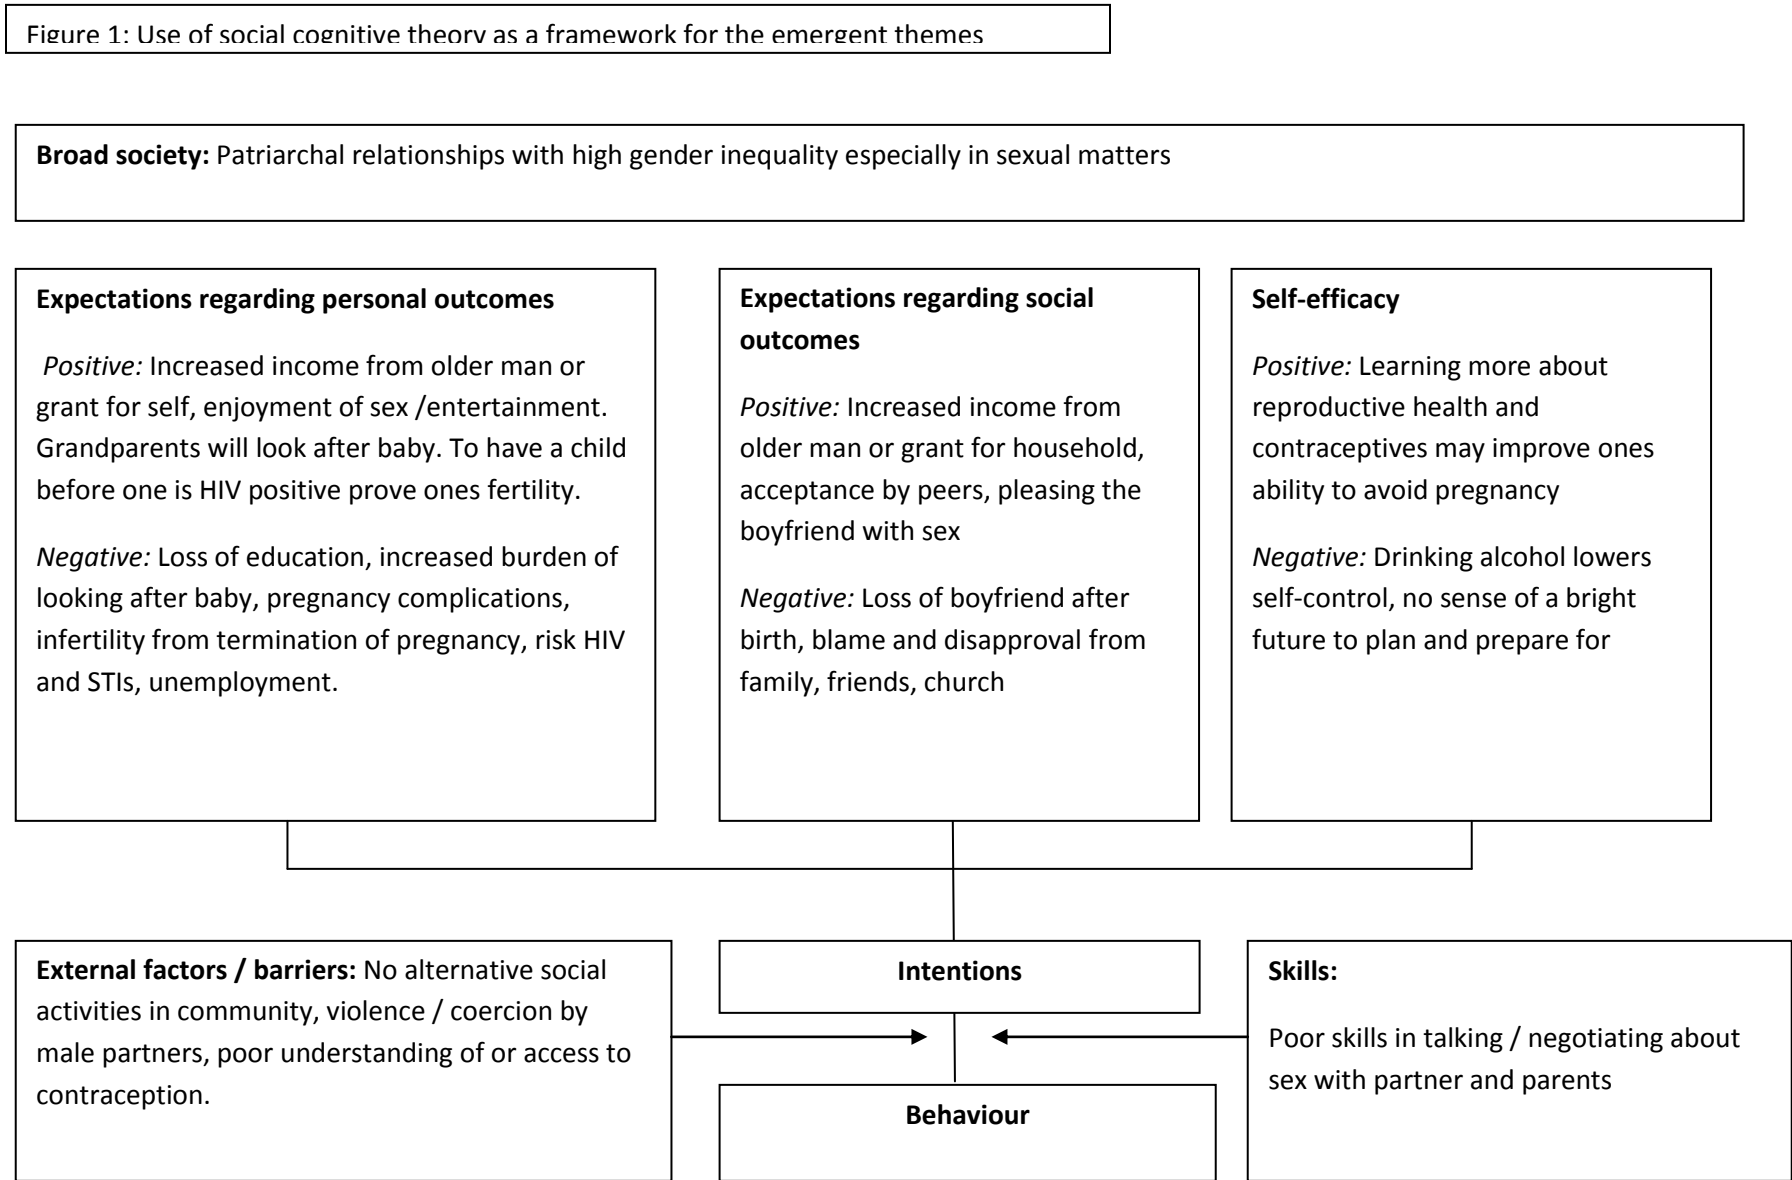 Figure 1: Use of social cognitive theory as a framework for the emergent themes
Broad society: Patriarchal relationships with high gender inequality especially in sexual matters
Expectations regarding personal outcomes
Positive: Increased income from older man or
grant for self, enjoyment of sex /entertainment.
Grandparents will look after baby. To have a child
before one is HIV positive prove ones fertility.
Negative: Loss of education, increased burden of
looking after baby, pregnancy complications,
infertility from termination of pregnancy, risk HIV
and STIs, unemployment.
Expectations regarding social
outcomes
Positive: Increased income from
older man or grant for household,
acceptance by peers, pleasing the
boyfriend with sex
Negative: Loss of boyfriend after
birth, blame and disapproval from
family, friends, church
Self-efficacy
Positive: Learning more about
reproductive health and
contraceptives may improve ones
ability to avoid pregnancy
Negative: Drinking alcohol lowers
self-control, no sense of a bright
future to plan and prepare for
External factors / barriers: No alternative social
activities in community, violence / coercion by
male partners, poor understanding of or access to
contraception.
Intentions
Behaviour
Skills:
Poor skills in talking / negotiating about
sex with partner and parents